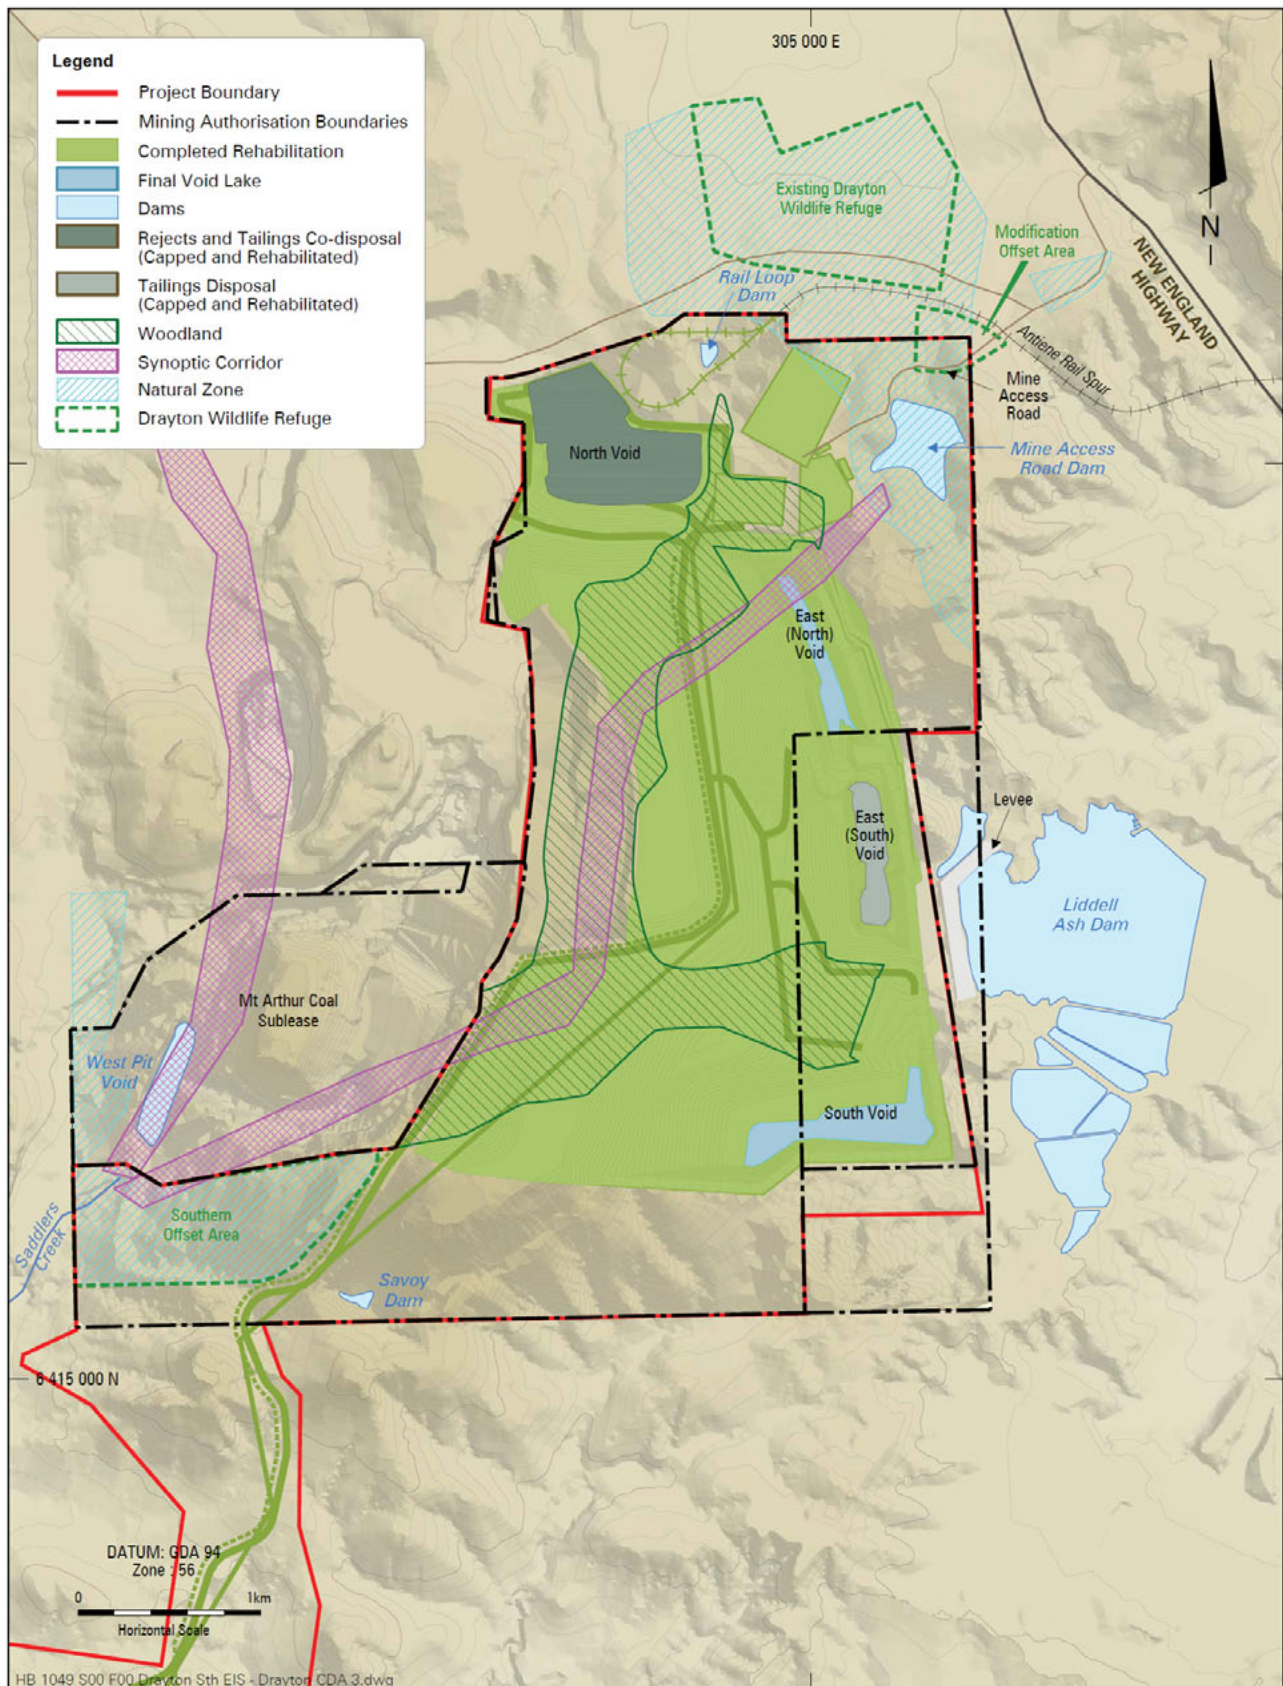 305 000 E
Legend
Project Boundary
Mining Authorisation Boundaries
Completed Rehabilitation
Final Void Lake
Dams
Rejects and Tailings Co-disposal
(Capped and Rehabilitated)
Tailings Disposal
(Capped and Rehabilitated)
Woodland
Synoptic Corridor
Natural Zone
Drayton Wildlife Refuge
Existing Drayton
Wildlife Refuge
Modification
Offset Area
N
NEW ENGLAND
HIGHWAY
Rail Loop
Dam
Antiene Rail Spur
Mine
Access
Road
North Void
Mine Access
Road Dam
East
(North)
Void
Levee
East
(South)
Void
Liddell
Ash Dam
Mt Arthur Coal
Sublease
West Pit
Void
South Void
Saddlers
Creek
Southern
Offset Area
Savoy
Dam
6 415 000 N
DATUM: GDA 94
Zone : 56
0 1km
Horizontal Scale
HB 1049 S00 F00 Drayton Sth EIS - Drayton CDA 3.dwg